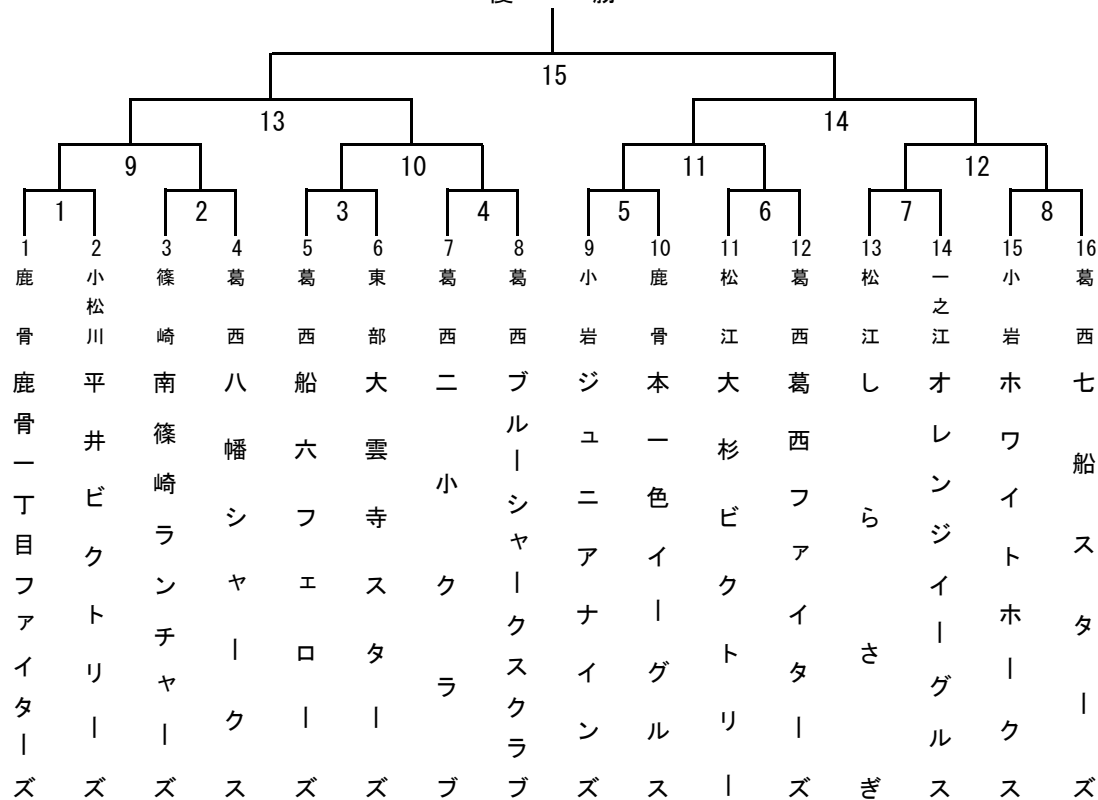 優勝
15
13
14
9
10
11
12
1
2
3
4
5
6
7
8
1 鹿骨 鹿骨一丁目ファイターズ
2 小松川 平井ビクトリーズ
3 篠崎 南篠崎ランチャーズ
4 葛西 八幡シャークス
5 葛西 船六フェローズ
6 東部 大雲寺スターズ
7 葛西 二小クラブ
8 葛西 ブルーシャークスクラブ
9 小岩 ジュニアナインズ
10 鹿骨 本一色イーグルス
11 松江 大杉ビクトリー
12 葛西 葛西ファイターズ
13 松江 しらさぎ
14 一之江 オレンジイーグルス
15 小岩 ホワイトホークス
16 葛西 七船スターズ